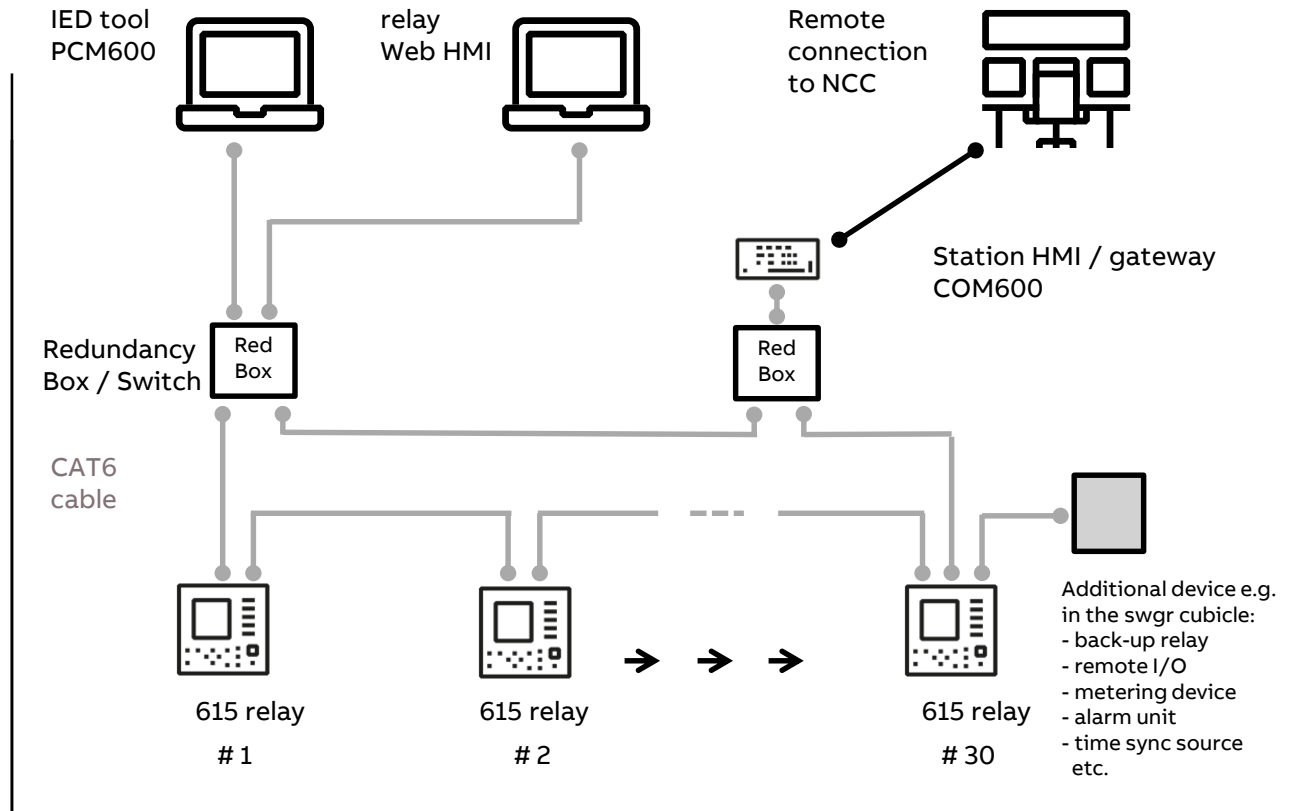 IED tool
PCM600
relay
Web HMI
Remote
connection
to NCC
Station HMI / gateway
COM600
Redundancy
Box / Switch
Red
Box
Red
Box
CAT6
cable
Additional device e.g.
in the swgr cubicle:
- back-up relay
- remote I/O
- metering device
- alarm unit
- time sync source
etc.
615 relay
# 1
615 relay
# 2
615 relay
# 30